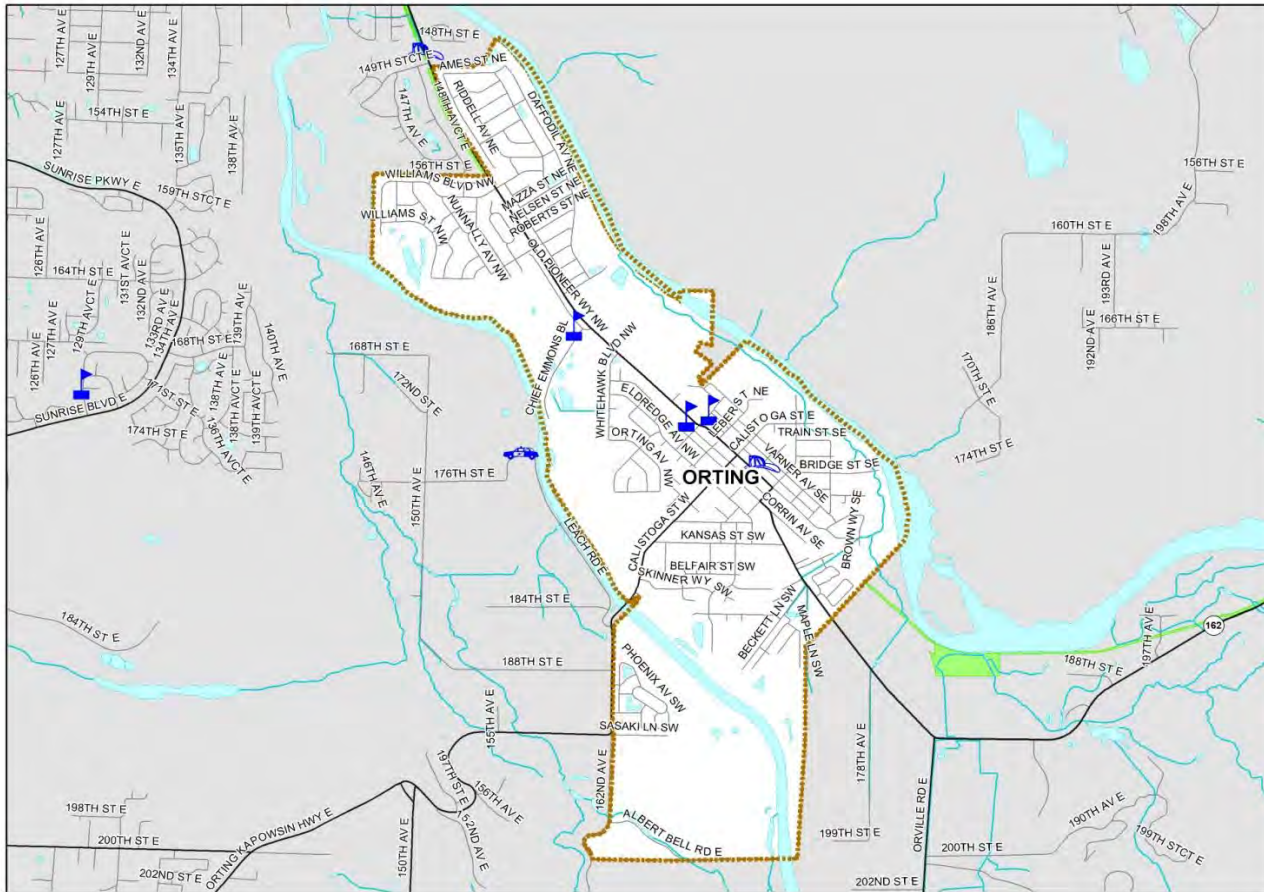 148TH ST E
127TH AV E
129TH AV E
132ND AV E
134TH AV E
149TH STCT E
AMES ST NE
RIDDELL AV NE
DAFFODIL AV NE
147TH AV E
148TH AVCT E
154TH ST E
127TH AV E
135TH AV E
138TH AV E
156TH ST E
WILLIAMS BLVD NW
SUNRISE PKWY E
159TH STCT E
MAZZA ST NE
NELSEN ST NE
ROBERTS ST NE
WILLIAMS ST NW
NUNNALLY AV NW
OLD PIONEER WY NW
156TH ST E
198TH AV E
160TH ST E
193RD AV E
186TH AV E
192ND AV E
166TH ST E
126TH AV E
164TH ST E
131ST AVCT E
132ND AV E
129TH AVCT E
133RD AV E
134TH AV E
127TH AV E
126TH AV E
168TH ST E
139TH AV E
140TH AV E
138TH AV E
138TH AVCT E
139TH AVCT E
171ST ST E
136TH AVCT E
174TH ST E
SUNRISE BLVD E
168TH ST E
172ND ST E
CHIEF EMMONS BL
WHITEHAWK BLVD NW
ELDREDGE AV NW
ORTING AV NW
LEBER ST NE
CALISTOGA ST E
TRAIN ST SE
VARNER AV SE
BRIDGE ST SE
170TH ST E
174TH ST E
146TH AV E
176TH ST E
150TH AV E
ORTING
CORRIN AV SE
BROWN WY SE
LEACH RD E
CALISTOGA ST W
KANSAS ST SW
BELFAIR ST SW
SKINNER WY SW
BECKETT LN SW
MAPLE LN SW
184TH ST E
184TH ST E
188TH ST E
PHOENIX AV SW
SASAKI LN SW
162
197TH AV E
188TH ST E
178TH AV E
155TH AV E
197TH ST E
156TH AV E
152ND AV E
162ND AV E
ALBERT BELL RD E
199TH ST E
ORVILLE RD E
190TH AV E
199TH STCT E
200TH ST E
202ND ST E
198TH ST E
200TH ST E
202ND ST E
ORTING KAPOWSIN HWY E
150TH AV E